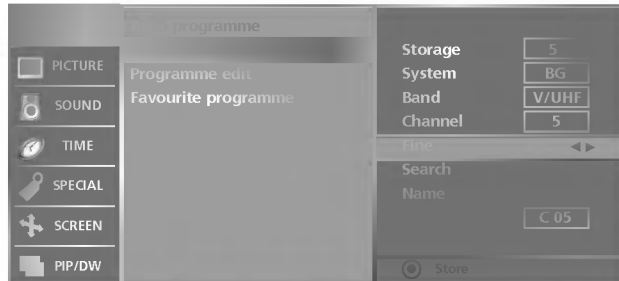 PICTURE
SOUND
TIME
SPECIAL
SCREEN
PIP/DW
programme
Programme edit
Favourite programme
Storage 5
System BG
Band V/UHF
Channel 5
Fine ◀ ▶
Search
Name
C 05
Store